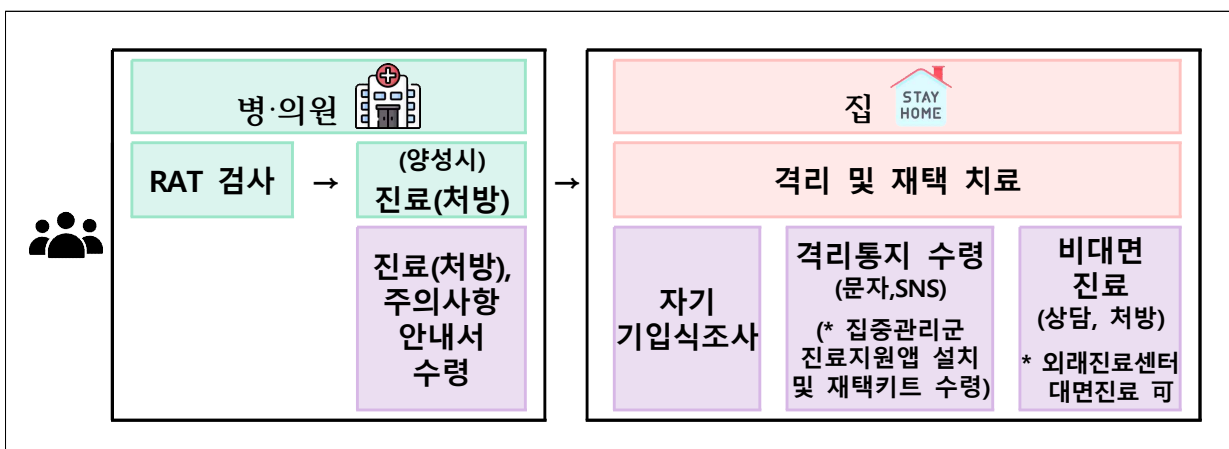 병·의원
RAT 검사
→
(양성시)
진료(처방)
진료(처방),
주의사항
안내서
수령
→
집
STAY
HOME
격리 및 재택 치료
자기
기입식조사
격리통지 수령
(문자,SNS)
(* 집중관리군
진료지원앱 설치
및 재택키트 수령)
비대면
진료
(상담, 처방)
* 외래진료센터
대면진료 可